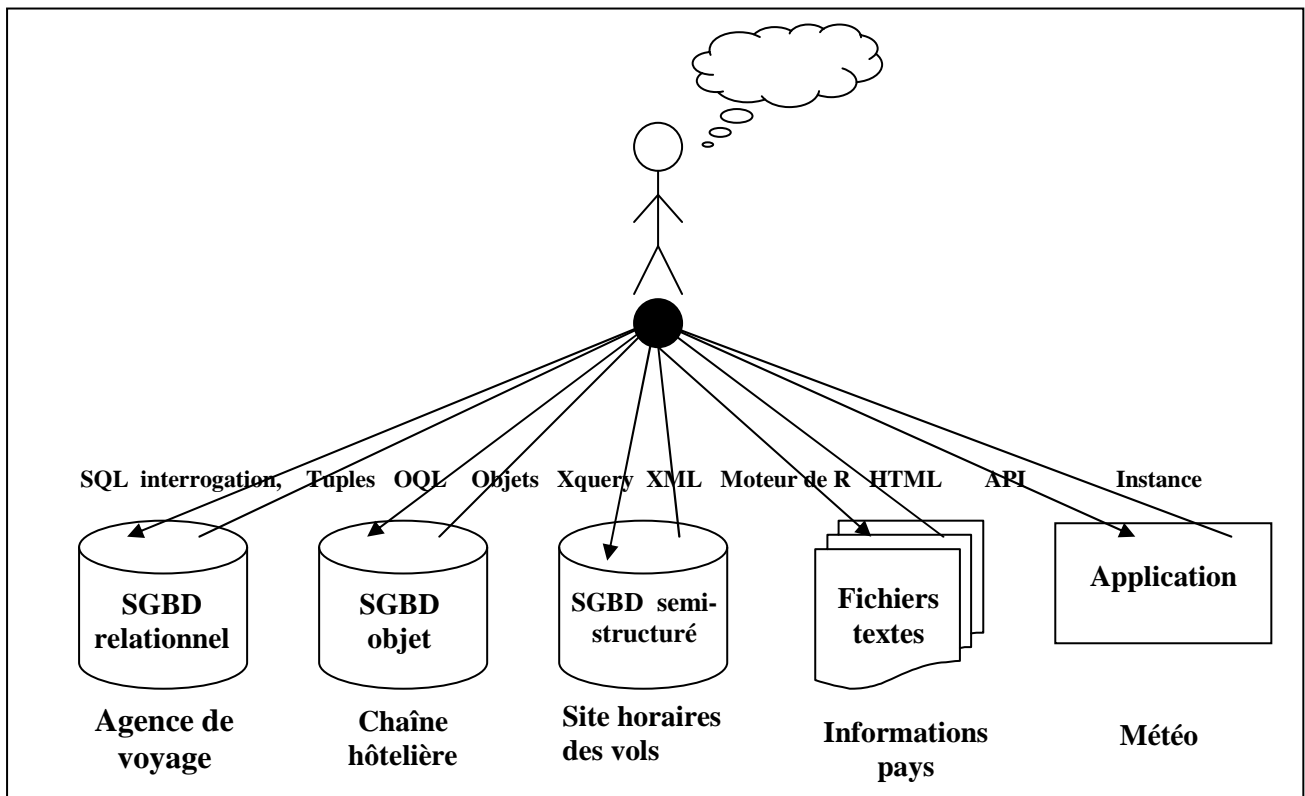 SQL interrogation, Tuples OQL Objets Xquery XML Moteur de R HTML API Instance
SGBD
relationnel
SGBD
objet
SGBD semi-
structuré
Fichiers
textes
Application
Agence de
voyage
Chaîne
hôtelière
Site horaires
des vols
Informations
pays
Météo